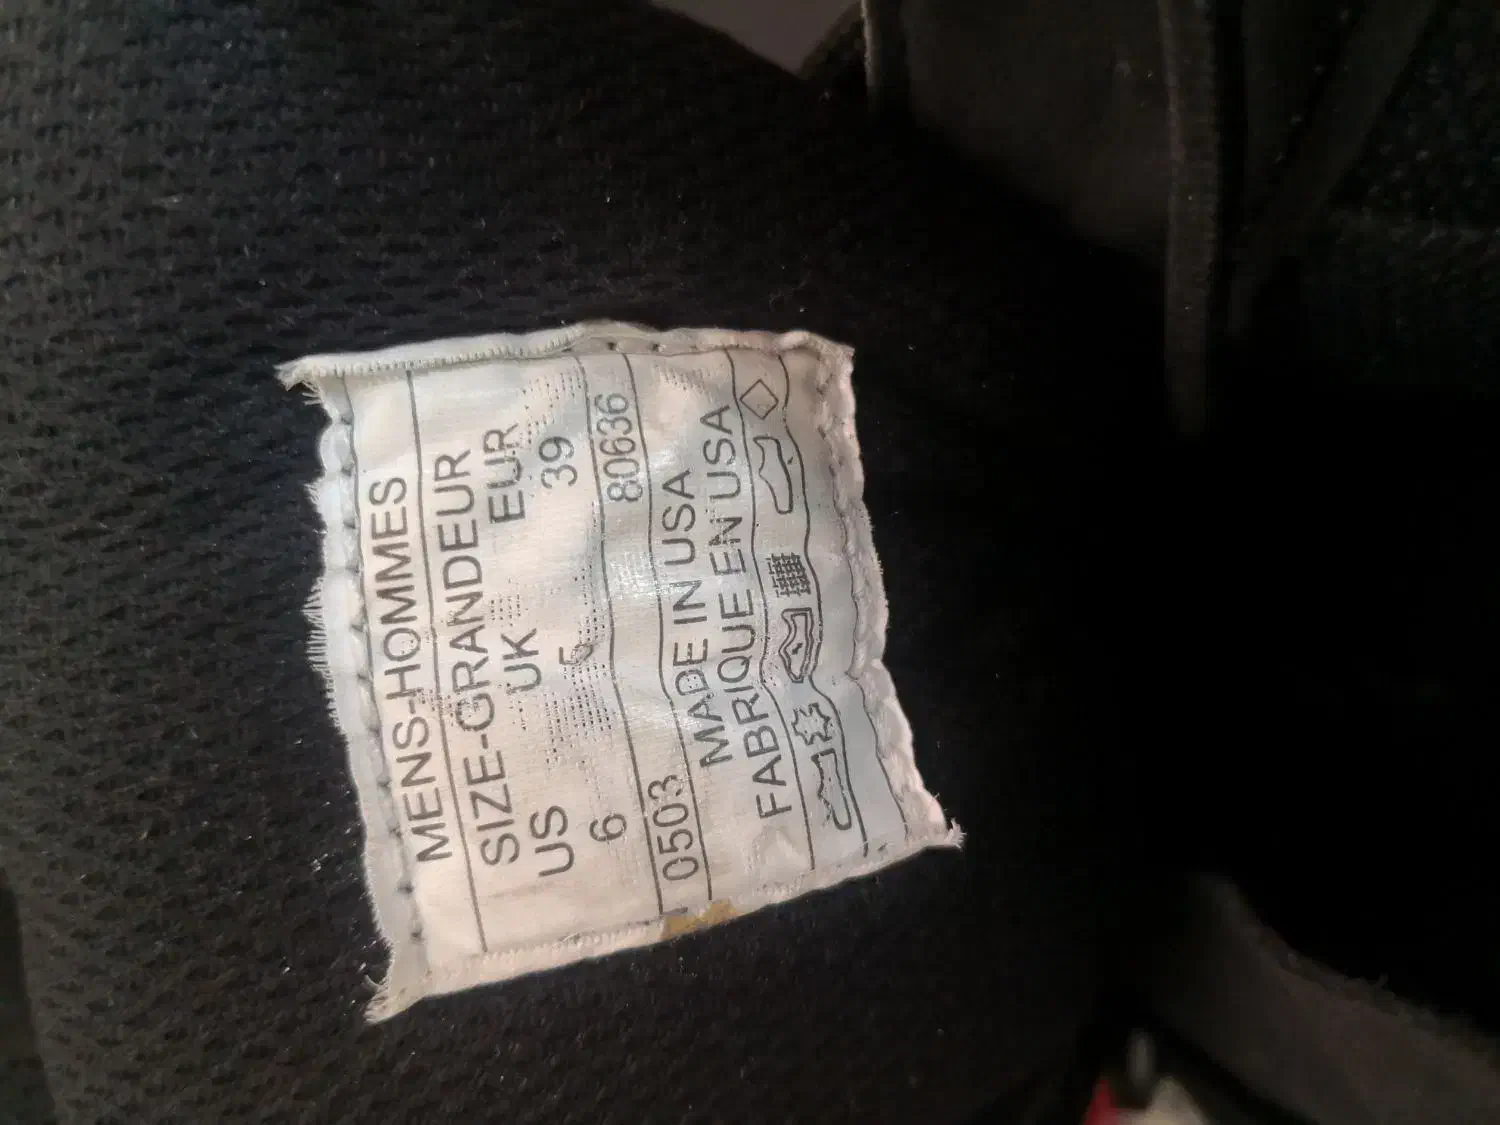 MENS-HOMMES
SIZE-GRANDEUR
US UK EUR
6 5 39
0503 80636
MADE IN USA
FABRIQUE EN USA